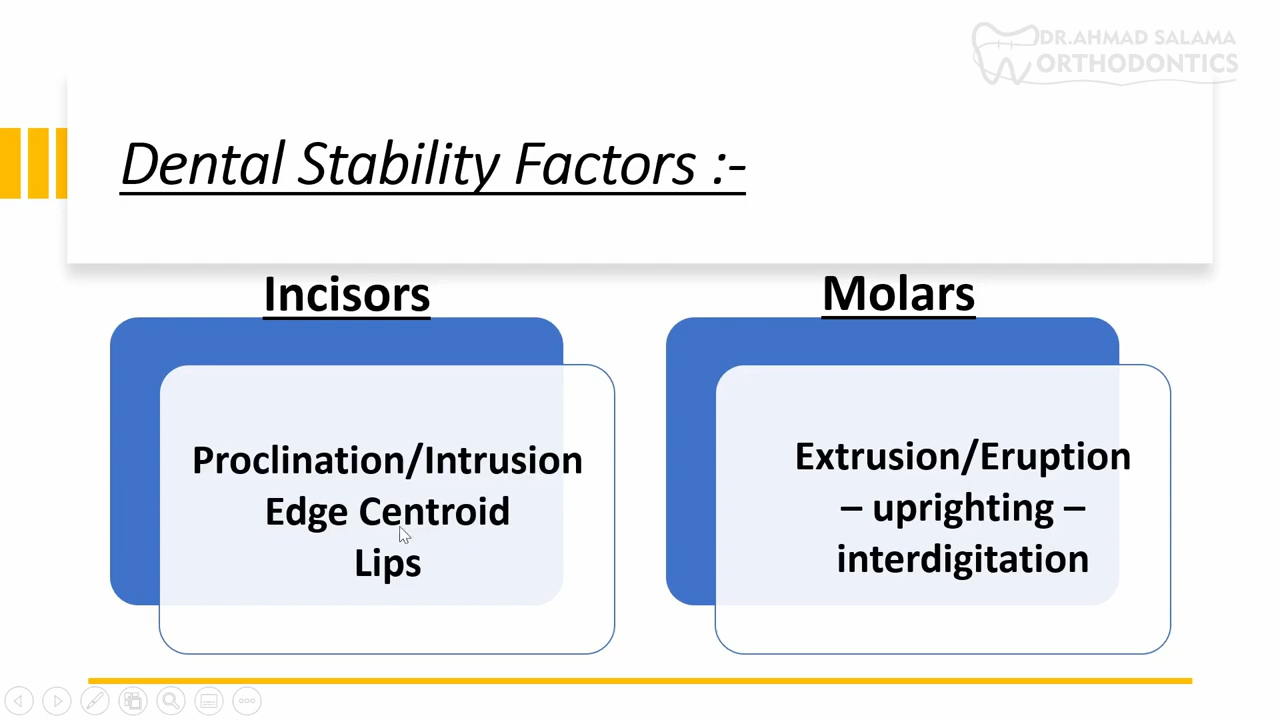 DR.AHMAD SALAMA
ORTHODONTICS
Dental Stability Factors :-
Incisors
Proclination/Intrusion
Edge Centroid
Lips
Molars
Extrusion/Eruption
– uprighting –
interdigitation